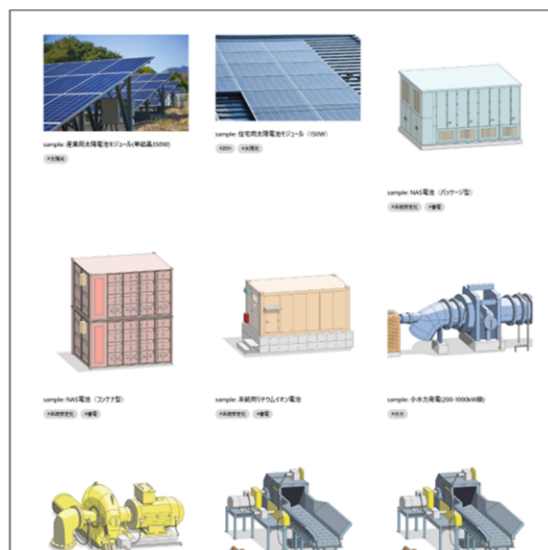 sample: 産業用太陽電池モジュール(単結晶350W)
#太陽光
sample: 住宅用太陽電池モジュール（150W）
#ZEH #太陽光
sample: NAS電池（パッケージ型）
#系統安定化 #蓄電
sample: NAS電池（コンテナ型）
#系統安定化 #蓄電
sample: 系統用リチウムイオン電池
#系統安定化 #蓄電
sample: 小水力発電(200-1000kW級)
#水力